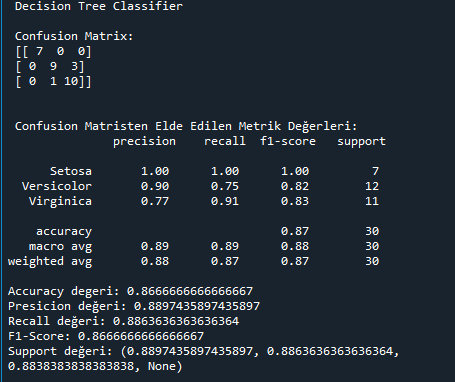 Decision Tree Classifier
Confusion Matrix:
[[ 7  0  0]
[ 0  9  3]
[ 0  1 10]]
Confusion Matristen Elde Edilen Metrik Değerleri:
precision recall f1-score support
Setosa 1.00 1.00 1.00 7
Versicolor 0.90 0.75 0.82 12
Virginica 0.77 0.91 0.83 11
accuracy 0.87 30
macro avg 0.89 0.89 0.88 30
weighted avg 0.88 0.87 0.87 30
Accuracy degeri: 0.8666666666666667
Presicion değeri: 0.8897435897435897
Recall değeri: 0.8863636363636364
F1-Score: 0.8666666666666667
Support değeri: (0.8897435897435897, 0.8863636363636364,
0.8838383838383838, None)